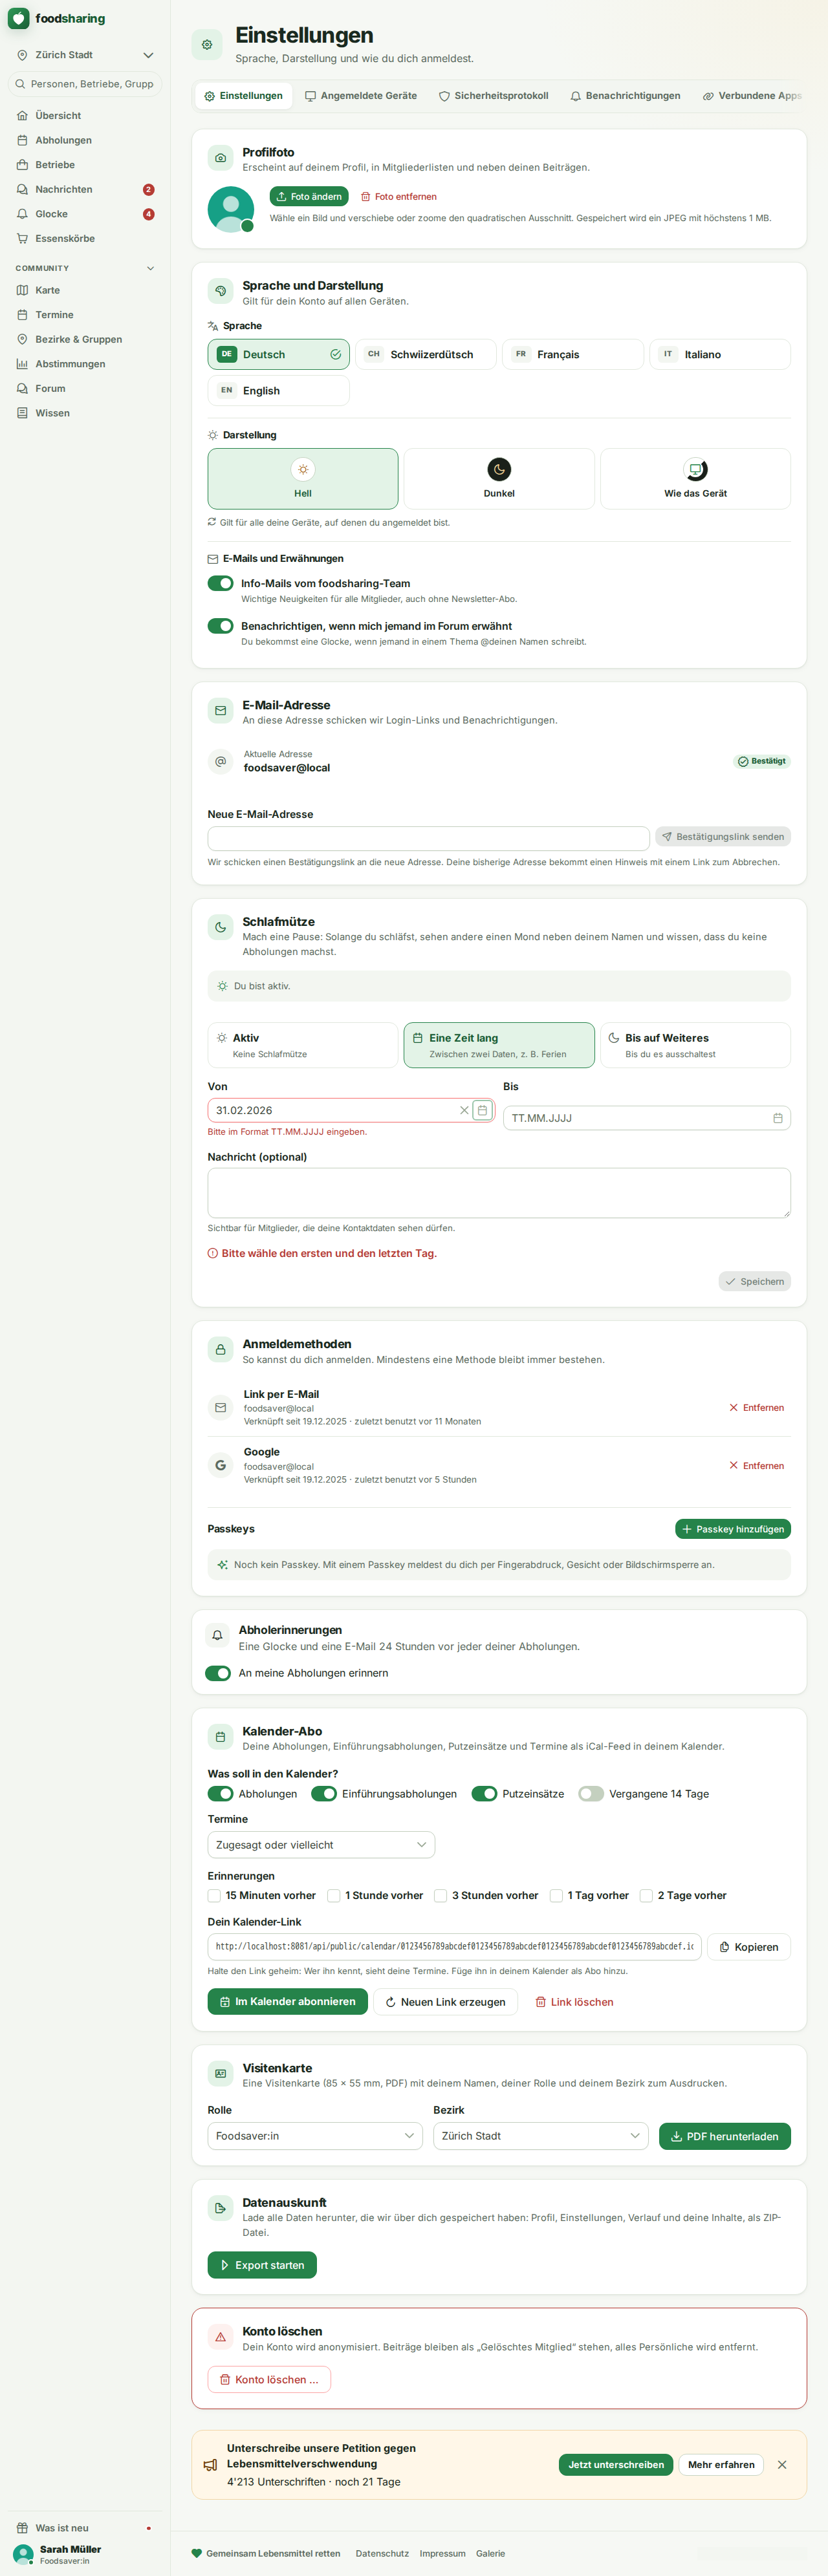 foodsharing
Zürich Stadt
Personen, Betriebe, Grupp
Übersicht
Abholungen
Betriebe
Nachrichten 2
Glocke 4
Essenskörbe
COMMUNITY
Karte
Termine
Bezirke & Gruppen
Abstimmungen
Forum
Wissen
Was ist neu
Sarah Müller
Foodsaver:in
Einstellungen
Sprache, Darstellung und wie du dich anmeldest.
Einstellungen Angemeldete Geräte Sicherheitsprotokoll Benachrichtigungen Verbundene Apps
Profilfoto
Erscheint auf deinem Profil, in Mitgliederlisten und neben deinen Beiträgen.
Foto ändern Foto entfernen
Wähle ein Bild und verschiebe oder zoome den quadratischen Ausschnitt. Gespeichert wird ein JPEG mit höchstens 1 MB.
Sprache und Darstellung
Gilt für dein Konto auf allen Geräten.
Sprache
DE Deutsch CH Schwiizerdütsch FR Français IT Italiano
EN English
Darstellung
Hell Dunkel Wie das Gerät
Gilt für alle deine Geräte, auf denen du angemeldet bist.
E-Mails und Erwähnungen
Info-Mails vom foodsharing-Team
Wichtige Neuigkeiten für alle Mitglieder, auch ohne Newsletter-Abo.
Benachrichtigen, wenn mich jemand im Forum erwähnt
Du bekommst eine Glocke, wenn jemand in einem Thema @deinen Namen schreibt.
E-Mail-Adresse
An diese Adresse schicken wir Login-Links und Benachrichtigungen.
Aktuelle Adresse
foodsaver@local Bestätigt
Neue E-Mail-Adresse
Bestätigungslink senden
Wir schicken einen Bestätigungslink an die neue Adresse. Deine bisherige Adresse bekommt einen Hinweis mit einem Link zum Abbrechen.
Schlafmütze
Mach eine Pause: Solange du schläfst, sehen andere einen Mond neben deinem Namen und wissen, dass du keine
Abholungen machst.
Du bist aktiv.
Aktiv Eine Zeit lang Bis auf Weiteres
Keine Schlafmütze Zwischen zwei Daten, z. B. Ferien Bis du es ausschaltest
Von Bis
31.02.2026 TT.MM.JJJJ
Bitte im Format TT.MM.JJJJ eingeben.
Nachricht (optional)
Sichtbar für Mitglieder, die deine Kontaktdaten sehen dürfen.
Bitte wähle den ersten und den letzten Tag.
Speichern
Anmeldemethoden
So kannst du dich anmelden. Mindestens eine Methode bleibt immer bestehen.
Link per E-Mail
foodsaver@local
Verknüpft seit 19.12.2025 · zuletzt benutzt vor 11 Monaten
Entfernen
Google
foodsaver@local
Verknüpft seit 19.12.2025 · zuletzt benutzt vor 5 Stunden
Entfernen
Passkeys Passkey hinzufügen
Noch kein Passkey. Mit einem Passkey meldest du dich per Fingerabdruck, Gesicht oder Bildschirmsperre an.
Abholerinnerungen
Eine Glocke und eine E-Mail 24 Stunden vor jeder deiner Abholungen.
An meine Abholungen erinnern
Kalender-Abo
Deine Abholungen, Einführungsabholungen, Putzeinsätze und Termine als iCal-Feed in deinem Kalender.
Was soll in den Kalender?
Abholungen Einführungsabholungen Putzeinsätze Vergangene 14 Tage
Termine
Zugesagt oder vielleicht
Erinnerungen
15 Minuten vorher 1 Stunde vorher 3 Stunden vorher 1 Tag vorher 2 Tage vorher
Dein Kalender-Link
http://localhost:8081/api/public/calendar/0123456789abcdef0123456789abcdef0123456789abcdef0123456789abcdef.ic Kopieren
Halte den Link geheim: Wer ihn kennt, sieht deine Termine. Füge ihn in deinem Kalender als Abo hinzu.
Im Kalender abonnieren Neuen Link erzeugen Link löschen
Visitenkarte
Eine Visitenkarte (85 × 55 mm, PDF) mit deinem Namen, deiner Rolle und deinem Bezirk zum Ausdrucken.
Rolle Bezirk
Foodsaver:in Zürich Stadt PDF herunterladen
Datenauskunft
Lade alle Daten herunter, die wir über dich gespeichert haben: Profil, Einstellungen, Verlauf und deine Inhalte, als ZIP-
Datei.
Export starten
Konto löschen
Dein Konto wird anonymisiert. Beiträge bleiben als „Gelöschtes Mitglied“ stehen, alles Persönliche wird entfernt.
Konto löschen ...
Unterschreibe unsere Petition gegen
Lebensmittelverschwendung
4'213 Unterschriften · noch 21 Tage
Jetzt unterschreiben Mehr erfahren
Gemeinsam Lebensmittel retten Datenschutz Impressum Galerie